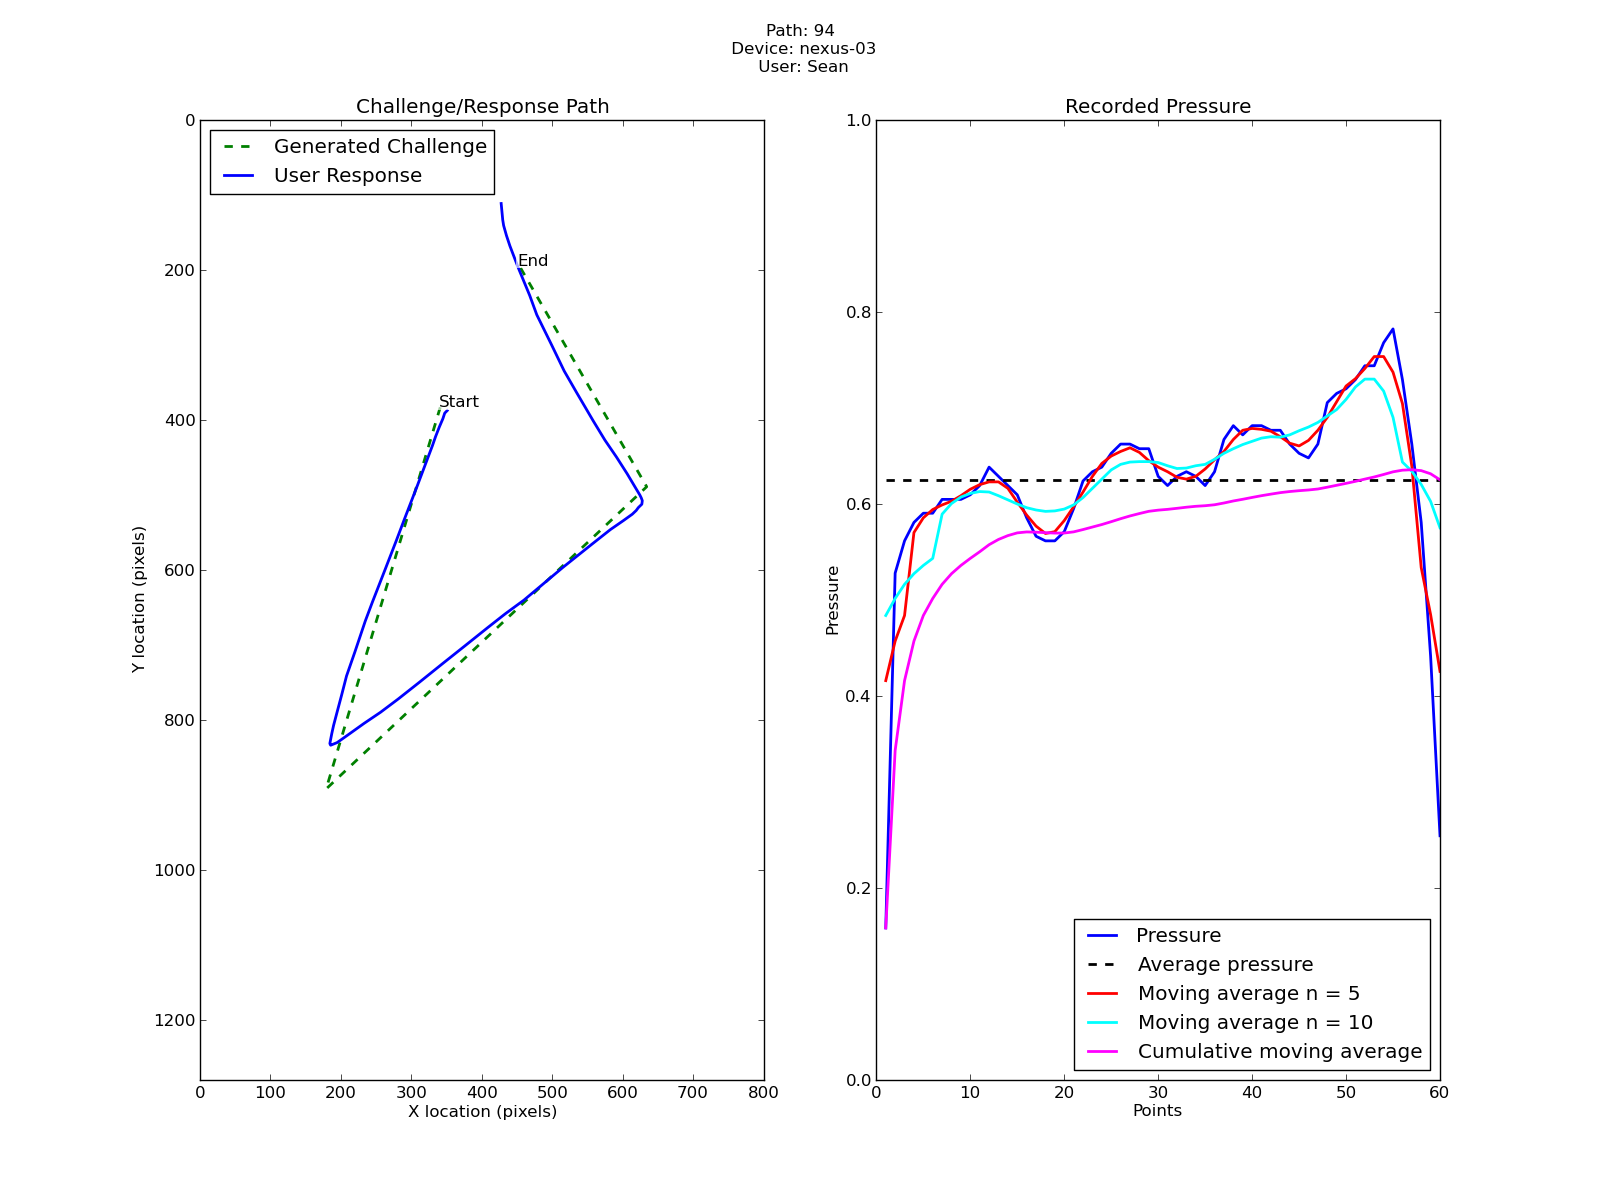 Path: 94
Device: nexus-03
User: Sean
Challenge/Response Path
0
200
400
600
800
1000
1200
Y location (pixels)
Generated Challenge
User Response
End
Start
0 100 200 300 400 500 600 700 800
X location (pixels)
Recorded Pressure
1.0
0.8
0.6
0.4
0.2
0.0
Pressure
Pressure
Average pressure
Moving average n = 5
Moving average n = 10
Cumulative moving average
0 10 20 30 40 50 60
Points